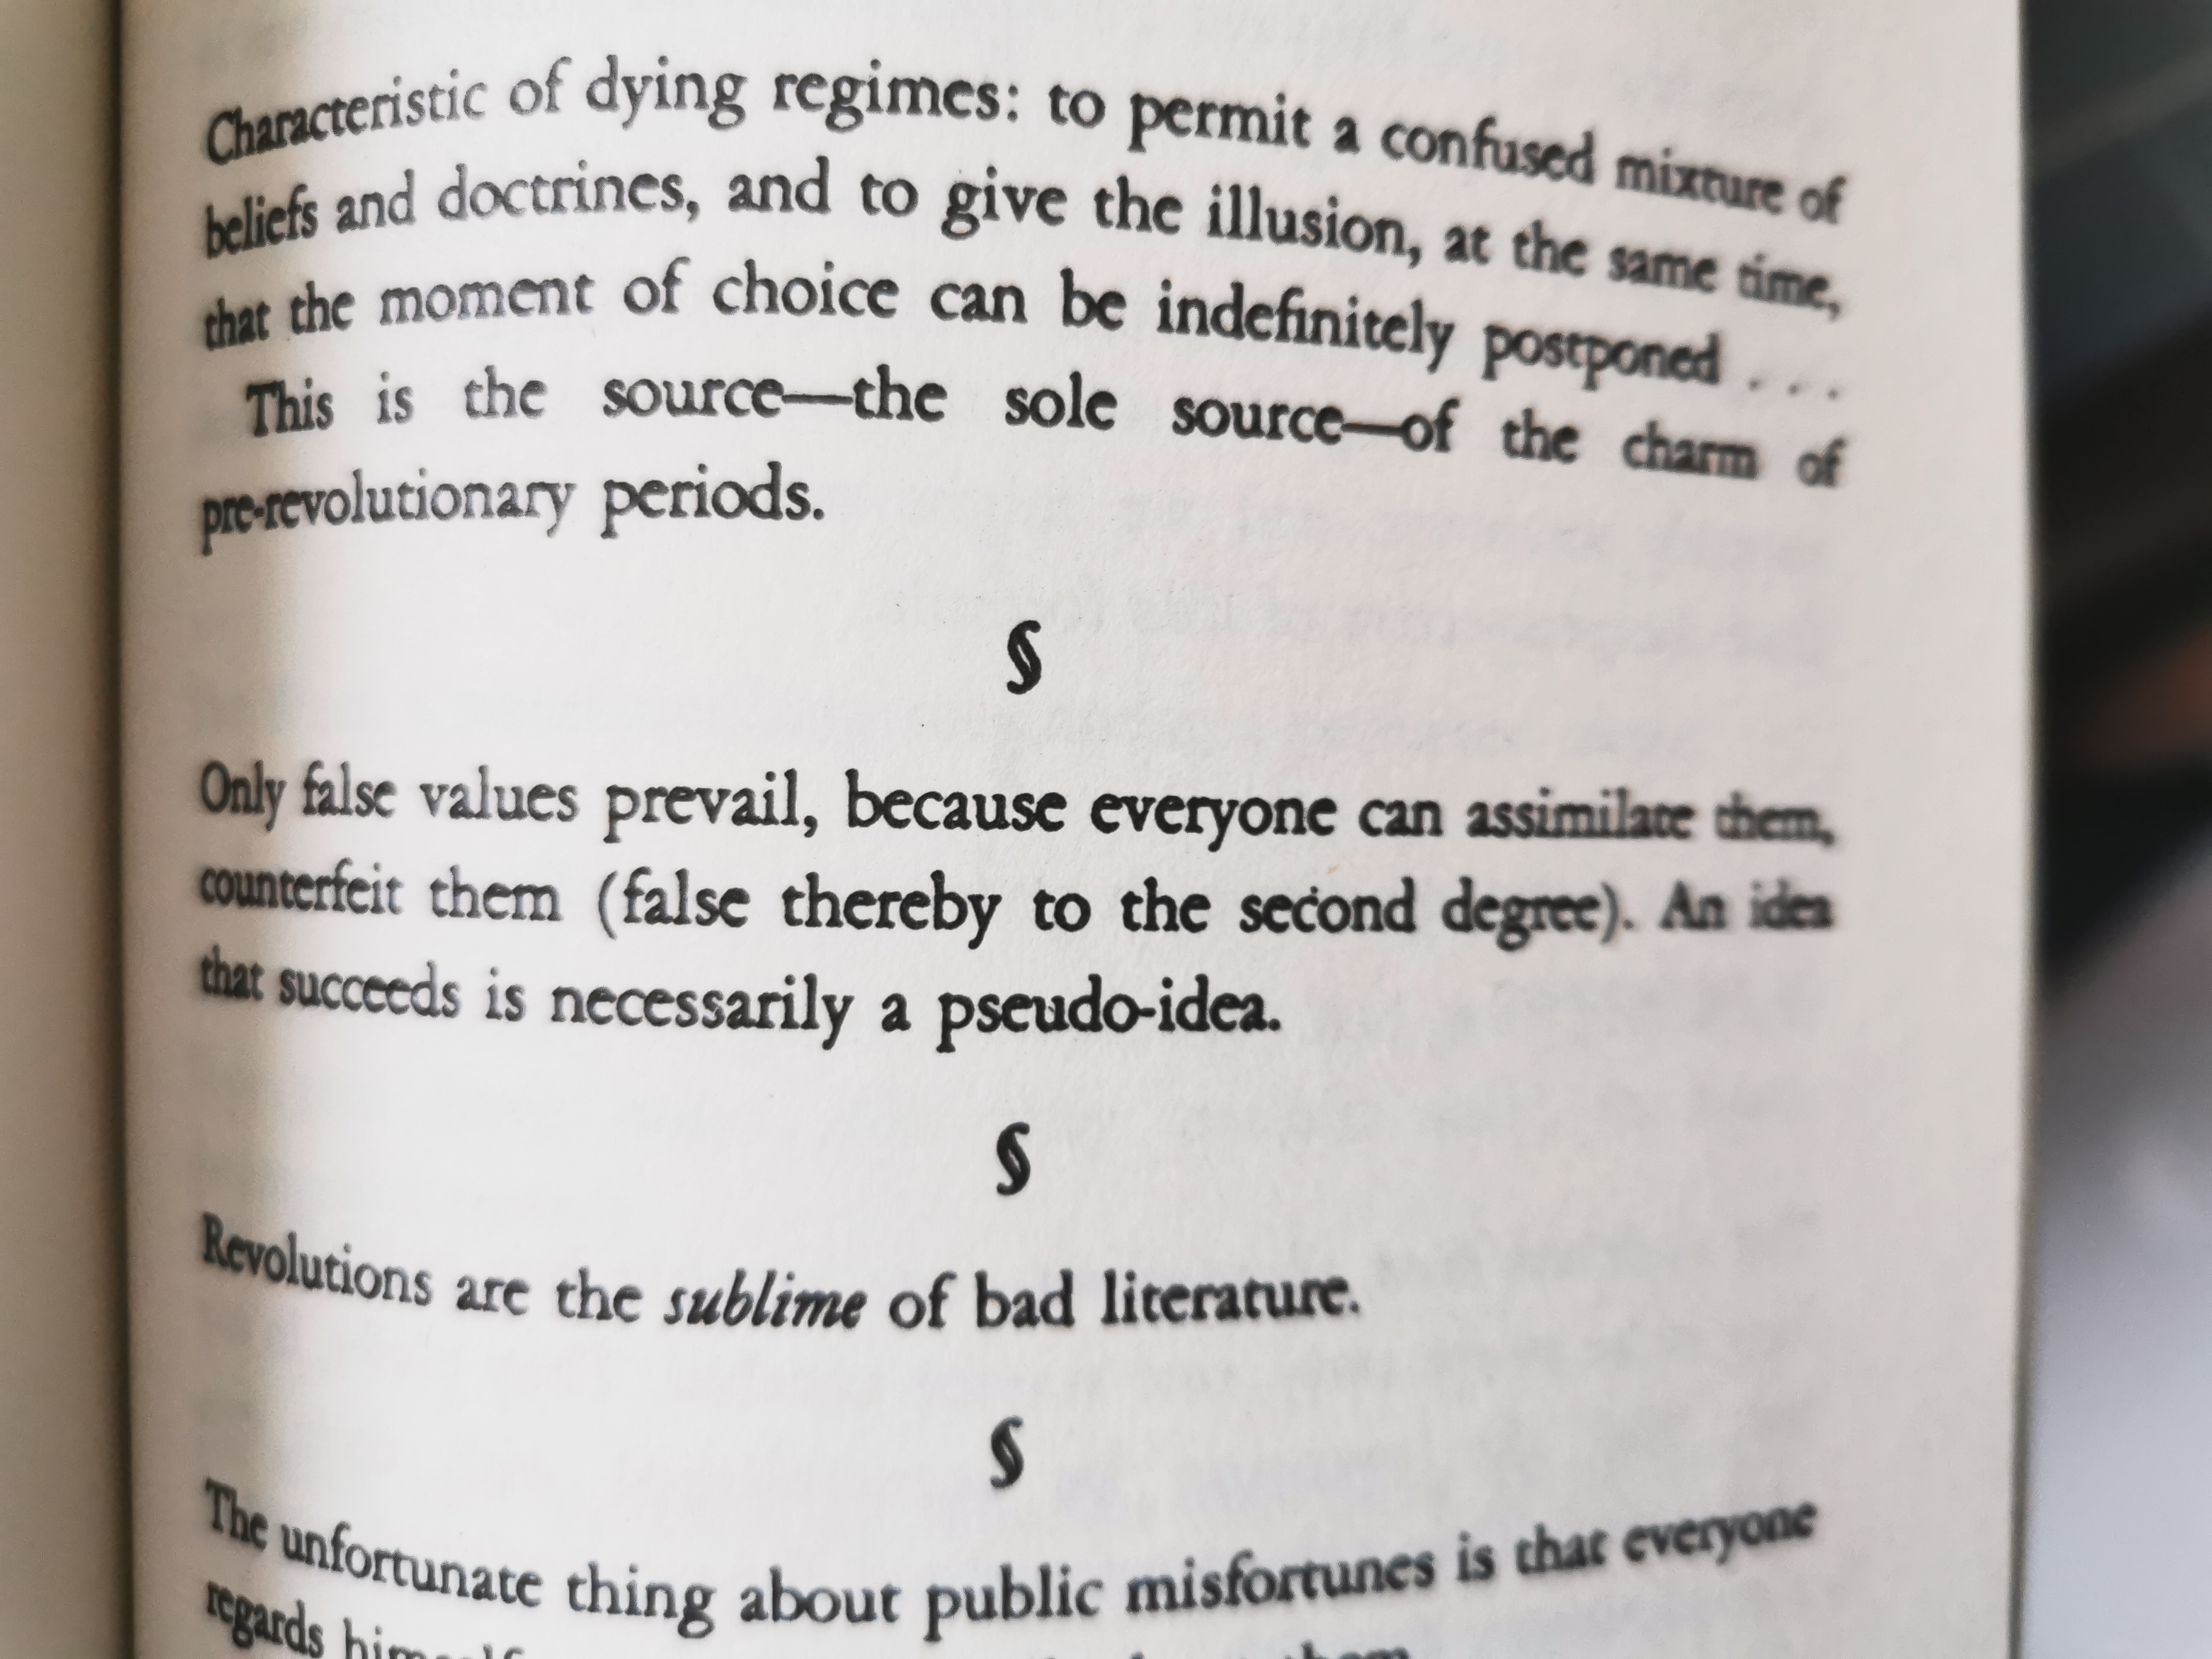 Characteristic of dying regimes: to permit a confused mixture of
beliefs and doctrines, and to give the illusion, at the same time,
that the moment of choice can be indefinitely postponed . . .
This is the source—the sole source—of the charm of
pre-revolutionary periods.
§
Only false values prevail, because everyone can assimilate them,
counterfeit them (false thereby to the second degree). An idea
that succeeds is necessarily a pseudo-idea.
§
Revolutions are the sublime of bad literature.
§
The unfortunate thing about public misfortunes is that everyone
regards himself them